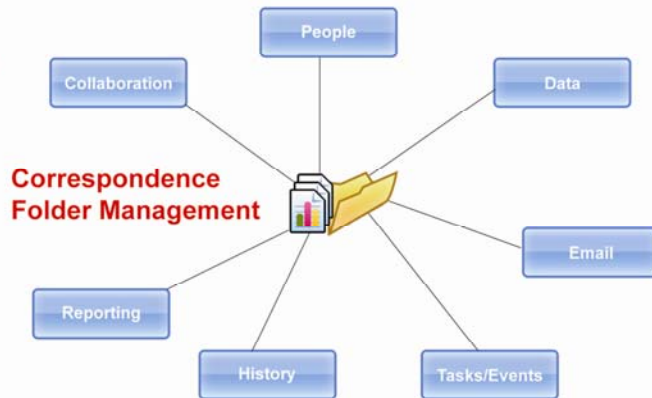 People
Collaboration
Data
Correspondence
Folder Management
Email
Reporting
History
Tasks/Events